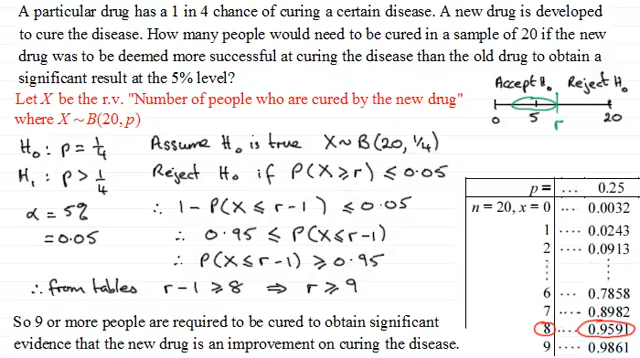 A particular drug has a 1 in 4 chance of curing a certain disease. A new drug is developed
to cure the disease. How many people would need to be cured in a sample of 20 if the new
drug was to be deemed more successful at curing the disease than the old drug to obtain a
significant result at the 5% level?
Let X be the r.v. "Number of people who are cured by the new drug"
where X ~ B(20, p)
Accept H₀ Reject H₀
0 5 r 20
H₀ : p = 1/4 Assume H₀ is true X ~ B(20, 1/4)
H₁ : p > 1/4 Reject H₀ if P(X ⩾ r) ≤ 0.05
α = 5% ∴ 1 - P(X ≤ r - 1) ≤ 0.05
= 0.05 ∴ 0.95 ≤ P(X ≤ r - 1)
∴ P(X ≤ r - 1) ⩾ 0.95
∴ from tables r - 1 ⩾ 8 ⇒ r ⩾ 9
So 9 or more people are required to be cured to obtain significant
evidence that the new drug is an improvement on curing the disease.
p = ... 0.25
n = 20, x = 0 ... 0.0032
1 ... 0.0243
2 ... 0.0913
⋮ ⋮
6 ... 0.7858
7 ... 0.8982
8 ... 0.9591
9 ... 0.9861